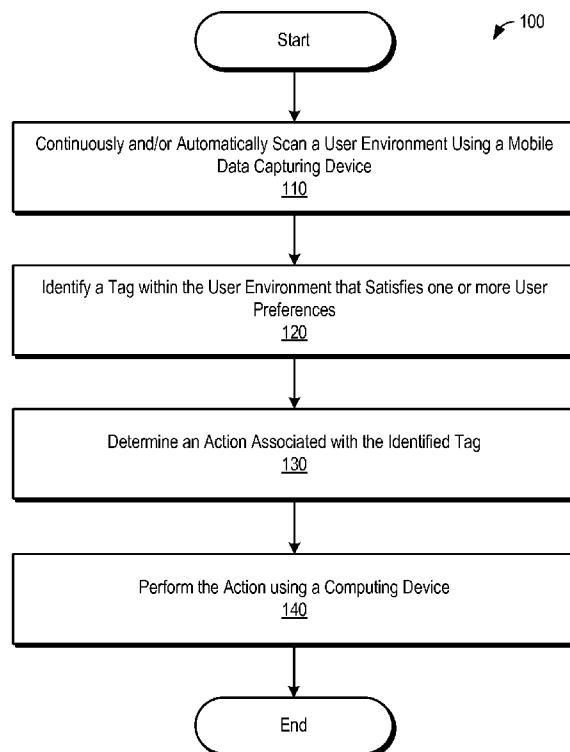 100
Start
Continuously and/or Automatically Scan a User Environment Using a Mobile
Data Capturing Device
110
Identify a Tag within the User Environment that Satisfies one or more User
Preferences
120
Determine an Action Associated with the Identified Tag
130
Perform the Action using a Computing Device
140
End